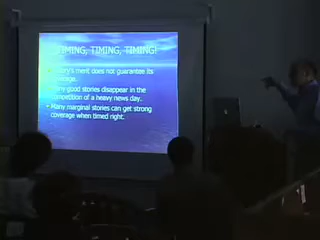 TIMING, TIMING, TIMING!
story's merit does not guarantee its
good stories disappear in the
competition of a heavy news day.
Many marginal stories can get strong
coverage when timed right.